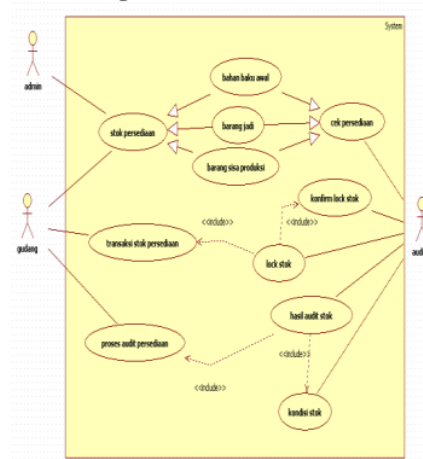 System
bahan baku awal
admin
stok persediaan
barang jadi
cek persediaan
barang sisa produksi
konfirm lock stok
<<include>>
<<include>>
gudang
transaksi stok persediaan
lock stok
hasil audit stok
proses audit persediaan
<<include>>
<<include>>
kondisi stok